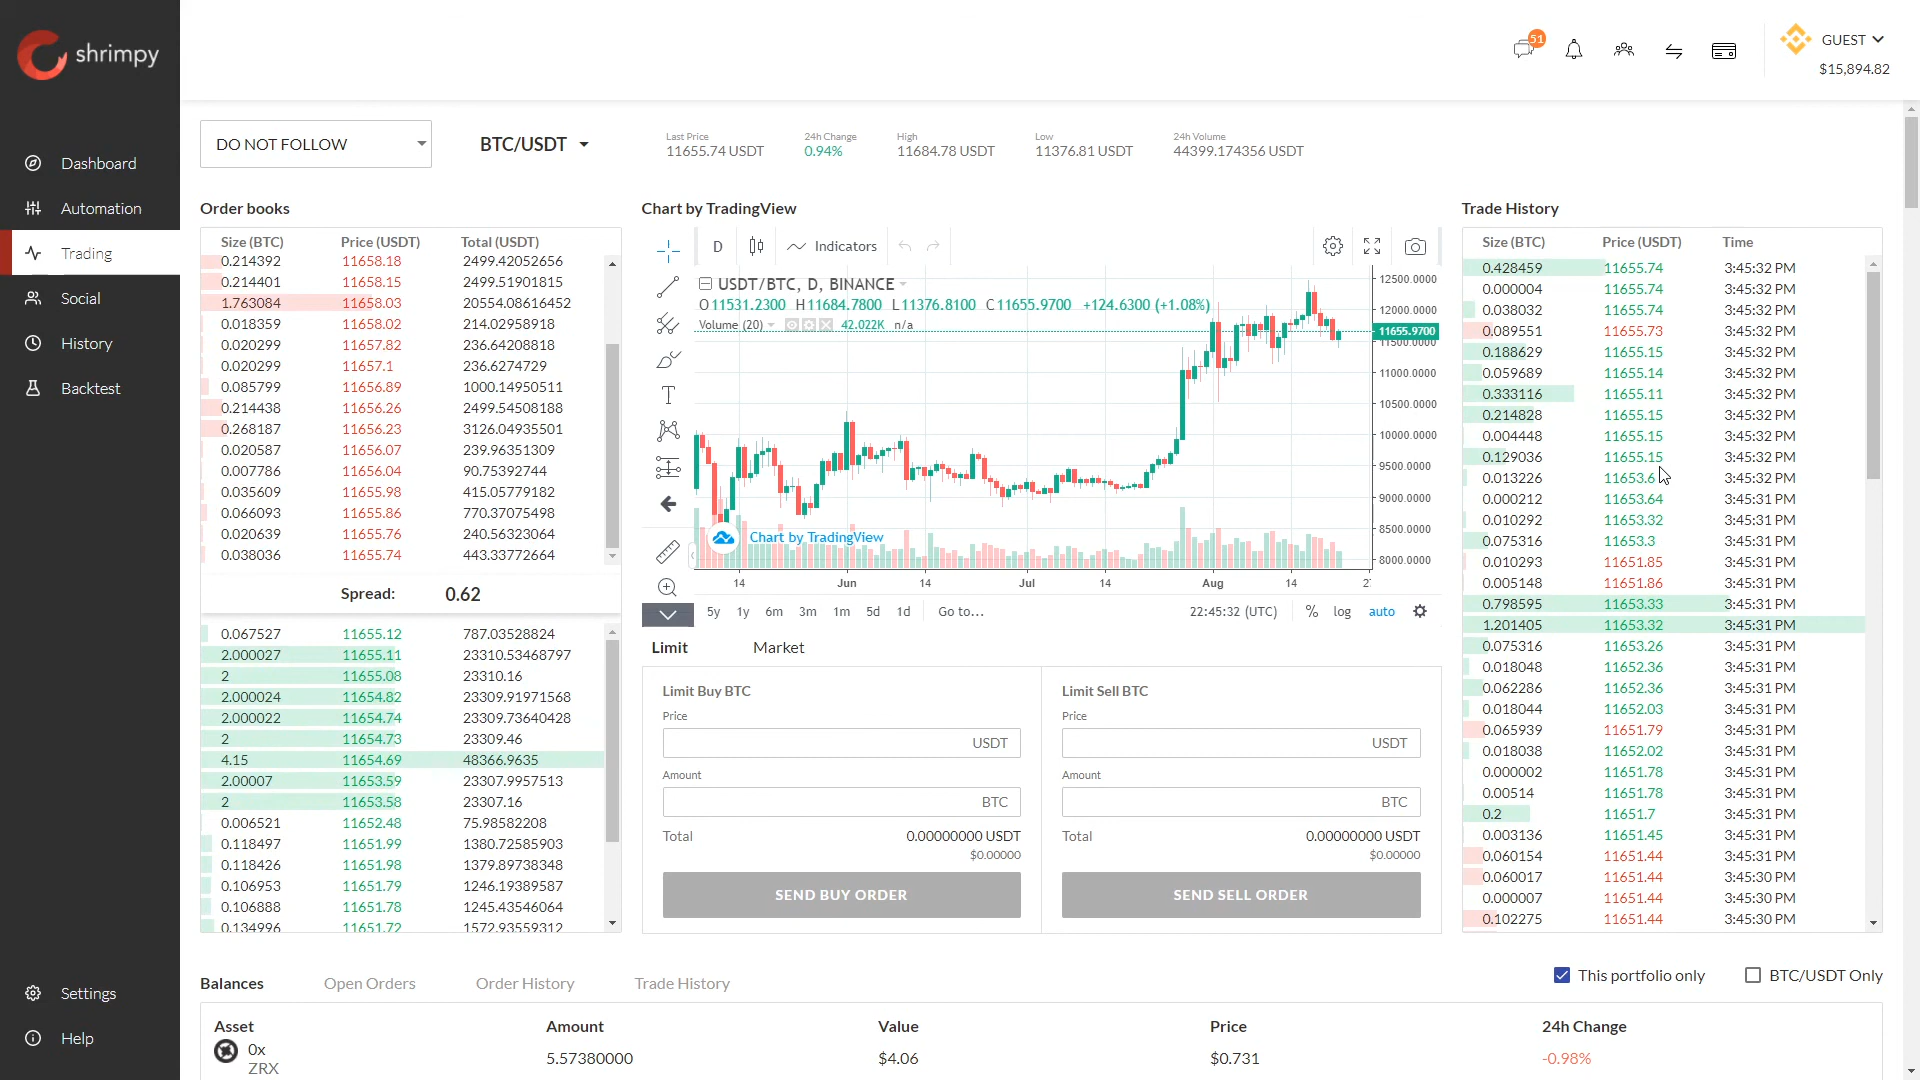 shrimpy
51
GUEST
$15,894.82
Dashboard
Automation
Trading
Social
History
Backtest
Settings
Help
DO NOT FOLLOW
BTC/USDT
Last Price
11655.74 USDT
24h Change
0.94%
High
11684.78 USDT
Low
11376.81 USDT
24h Volume
44399.174356 USDT
Order books
Size (BTC) Price (USDT) Total (USDT)
0.214392 11658.18 2499.42052656
0.214401 11658.15 2499.51901815
1.763084 11658.03 20554.08616452
0.018359 11658.02 214.02958918
0.020299 11657.82 236.64208818
0.020299 11657.1 236.6274729
0.085799 11656.89 1000.14950511
0.214438 11656.26 2499.54508188
0.268187 11656.23 3126.04935501
0.020587 11656.07 239.96351309
0.007786 11656.04 90.75392744
0.035609 11655.98 415.05779182
0.066093 11655.86 770.37075498
0.020639 11655.76 240.56323064
0.038036 11655.74 443.33772664
Spread: 0.62
0.067527 11655.12 787.03528824
2.000027 11655.11 23310.53468797
2 11655.08 23310.16
2.000024 11654.82 23309.91971568
2.000022 11654.74 23309.73640428
2 11654.73 23309.46
4.15 11654.69 48366.9635
2.00007 11653.59 23307.9957513
2 11653.58 23307.16
0.006521 11652.48 75.98582208
0.118497 11651.99 1380.72585903
0.118426 11651.98 1379.89738348
0.106953 11651.79 1246.19389587
0.106888 11651.78 1245.43546064
0.134996 11651.72 1572.93559312
Chart by TradingView
D Indicators
USDT/BTC, D, BINANCE
O11531.2300 H11684.7800 L11376.8100 C11655.9700 +124.6300 (+1.08%)
Volume (20) 42.022K n/a
12500.0000
12000.0000
11655.9700
11500.0000
11000.0000
10500.0000
10000.0000
9500.0000
9000.0000
8500.0000
8000.0000
Chart by TradingView
14 Jun 14 Jul 14 Aug 14
5y 1y 6m 3m 1m 5d 1d Go to... 22:45:32 (UTC) % log auto
Limit Market
Limit Buy BTC
Price
USDT
Amount
BTC
Total 0.00000000 USDT
$0.00000
SEND BUY ORDER
Limit Sell BTC
Price
USDT
Amount
BTC
Total 0.00000000 USDT
$0.00000
SEND SELL ORDER
Trade History
Size (BTC) Price (USDT) Time
0.428459 11655.74 3:45:32 PM
0.000004 11655.74 3:45:32 PM
0.038032 11655.74 3:45:32 PM
0.089551 11655.73 3:45:32 PM
0.188629 11655.15 3:45:32 PM
0.059689 11655.14 3:45:32 PM
0.333116 11655.11 3:45:32 PM
0.214828 11655.15 3:45:32 PM
0.004448 11655.15 3:45:32 PM
0.129036 11655.15 3:45:32 PM
0.013226 3:45:32 PM
0.000212 11653.64 3:45:31 PM
0.010292 11653.32 3:45:31 PM
0.075316 11653.3 3:45:31 PM
0.010293 11651.85 3:45:31 PM
0.005148 11651.86 3:45:31 PM
0.798595 11653.33 3:45:31 PM
1.201405 11653.32 3:45:31 PM
0.075316 11653.26 3:45:31 PM
0.018048 11652.36 3:45:31 PM
0.062286 11652.36 3:45:31 PM
0.018044 11652.03 3:45:31 PM
0.065939 11651.79 3:45:31 PM
0.018038 11652.02 3:45:31 PM
0.000002 11651.78 3:45:31 PM
0.00514 11651.78 3:45:31 PM
0.2 11651.7 3:45:31 PM
0.003136 11651.45 3:45:31 PM
0.060154 11651.44 3:45:31 PM
0.060017 11651.44 3:45:30 PM
0.000007 11651.44 3:45:30 PM
0.102275 11651.44 3:45:30 PM
Balances Open Orders Order History Trade History
This portfolio only BTC/USDT Only
Asset Amount Value Price 24h Change
0x
ZRX
5.57380000 $4.06 $0.731 -0.98%